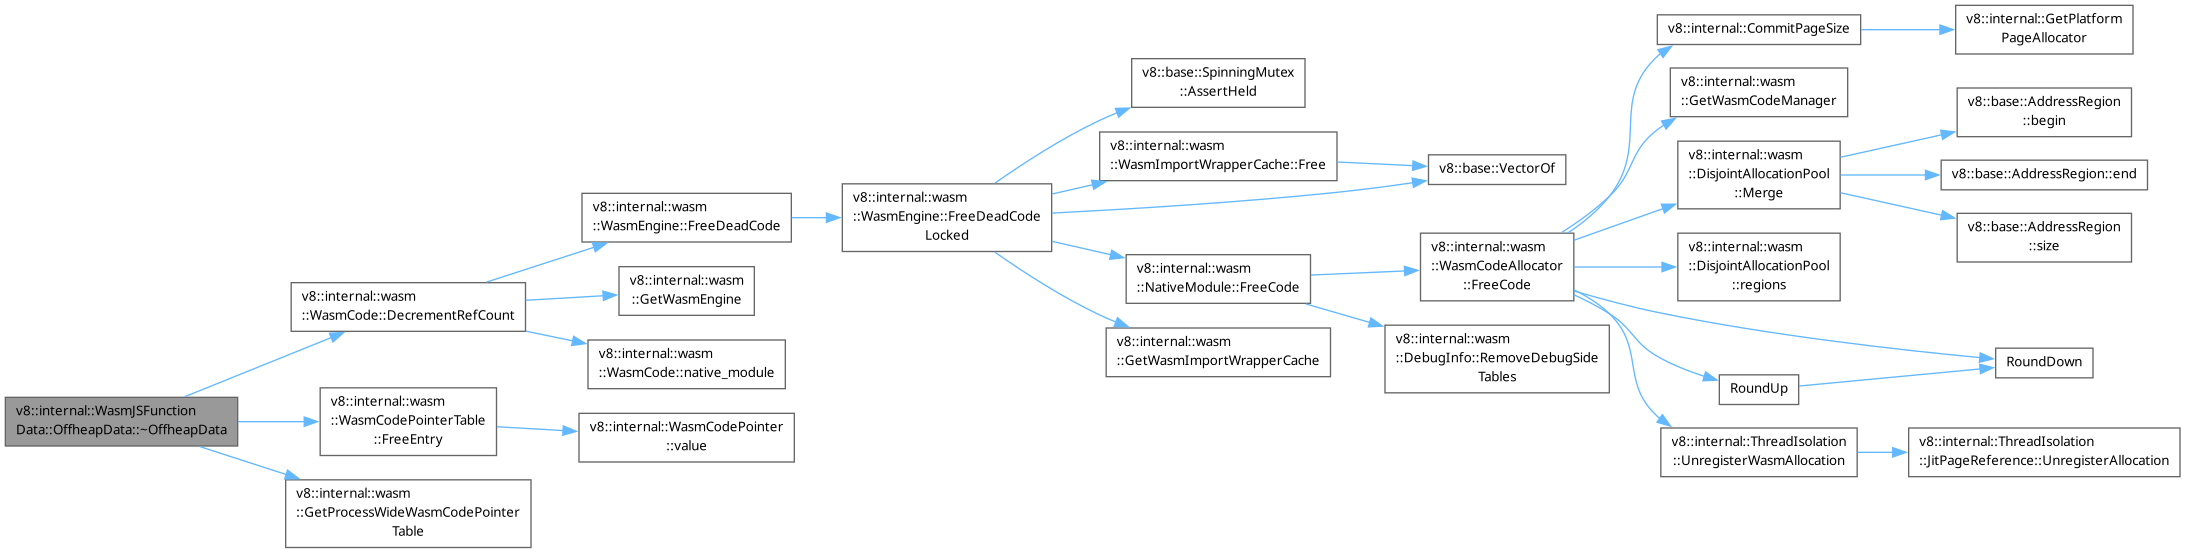 v8::internal::WasmJSFunction
Data::OffheapData::~OffheapData
v8::internal::wasm
::WasmCode::DecrementRefCount
v8::internal::wasm
::WasmCodePointerTable
::FreeEntry
v8::internal::wasm
::GetProcessWideWasmCodePointer
Table
v8::internal::wasm
::WasmEngine::FreeDeadCode
v8::internal::wasm
::GetWasmEngine
v8::internal::wasm
::WasmCode::native_module
v8::internal::WasmCodePointer
::value
v8::internal::wasm
::WasmEngine::FreeDeadCode
Locked
v8::base::SpinningMutex
::AssertHeld
v8::internal::wasm
::WasmImportWrapperCache::Free
v8::internal::wasm
::NativeModule::FreeCode
v8::internal::wasm
::GetWasmImportWrapperCache
v8::base::VectorOf
v8::internal::wasm
::WasmCodeAllocator
::FreeCode
v8::internal::wasm
::DebugInfo::RemoveDebugSide
Tables
v8::internal::CommitPageSize
v8::internal::wasm
::GetWasmCodeManager
v8::internal::wasm
::DisjointAllocationPool
::Merge
v8::internal::wasm
::DisjointAllocationPool
::regions
RoundUp
v8::internal::ThreadIsolation
::UnregisterWasmAllocation
v8::internal::GetPlatform
PageAllocator
v8::base::AddressRegion
::begin
v8::base::AddressRegion::end
v8::base::AddressRegion
::size
RoundDown
v8::internal::ThreadIsolation
::JitPageReference::UnregisterAllocation